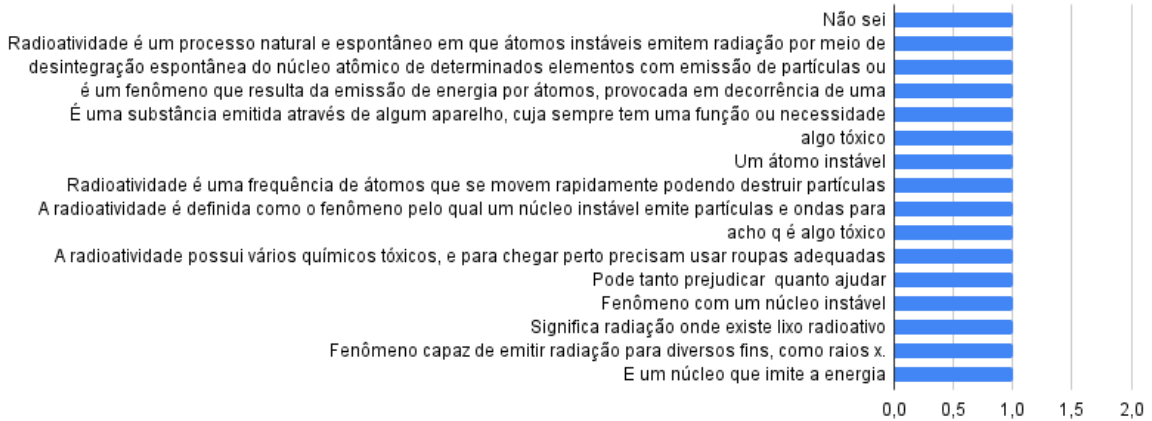 Não sei
Radioatividade é um processo natural e espontâneo em que átomos instáveis emitem radiação por meio de
desintegração espontânea do núcleo atômico de determinados elementos com emissão de partículas ou
é um fenômeno que resulta da emissão de energia por átomos, provocada em decorrência de uma
É uma substância emitida através de algum aparelho, cuja sempre tem uma função ou necessidade
algo tóxico
Um átomo instável
Radioatividade é uma frequência de átomos que se movem rapidamente podendo destruir partículas
A radioatividade é definida como o fenômeno pelo qual um núcleo instável emite partículas e ondas para
acho q é algo tóxico
A radioatividade possui vários químicos tóxicos, e para chegar perto precisam usar roupas adequadas
Pode tanto prejudicar quanto ajudar
Fenômeno com um núcleo instável
Significa radiação onde existe lixo radioativo
Fenômeno capaz de emitir radiação para diversos fins, como raios x.
E um núcleo que imite a energia
0,0 0,5 1,0 1,5 2,0